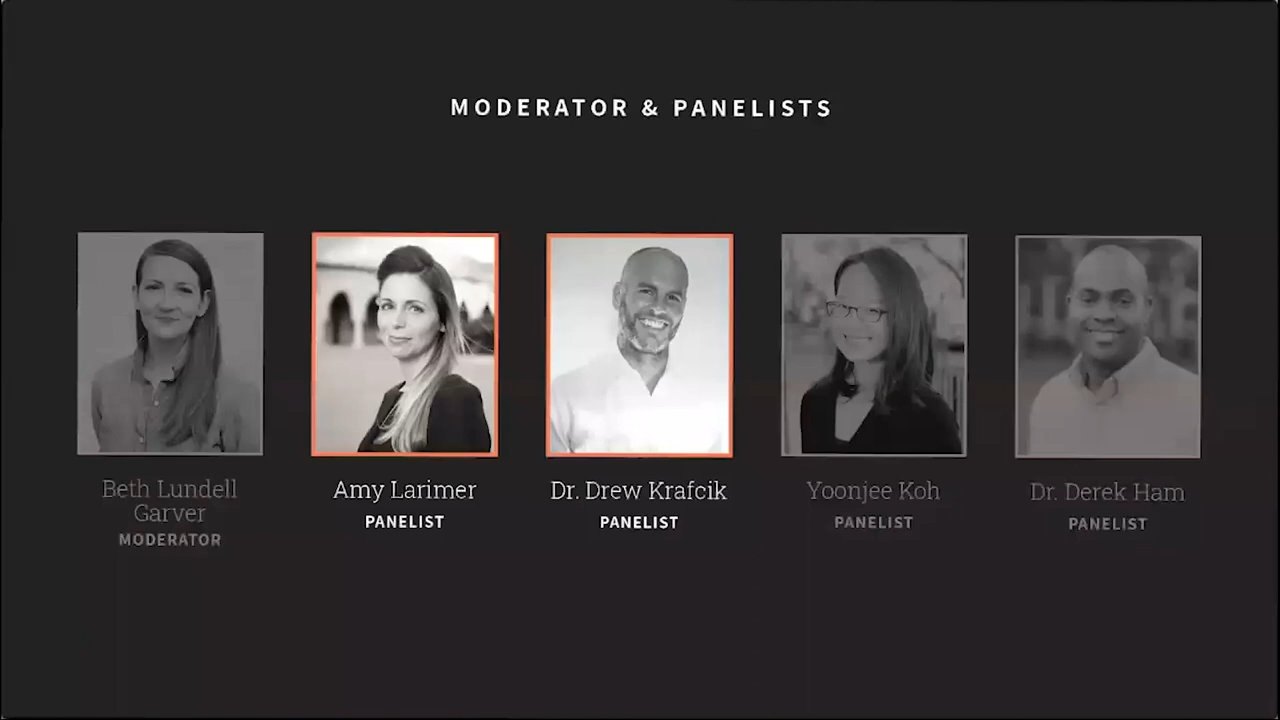 MODERATOR & PANELISTS
Beth Lundell
Garver
MODERATOR
Amy Larimer
PANELIST
Dr. Drew Krafcik
PANELIST
Yoonjee Koh
PANELIST
Dr. Derek Ham
PANELIST